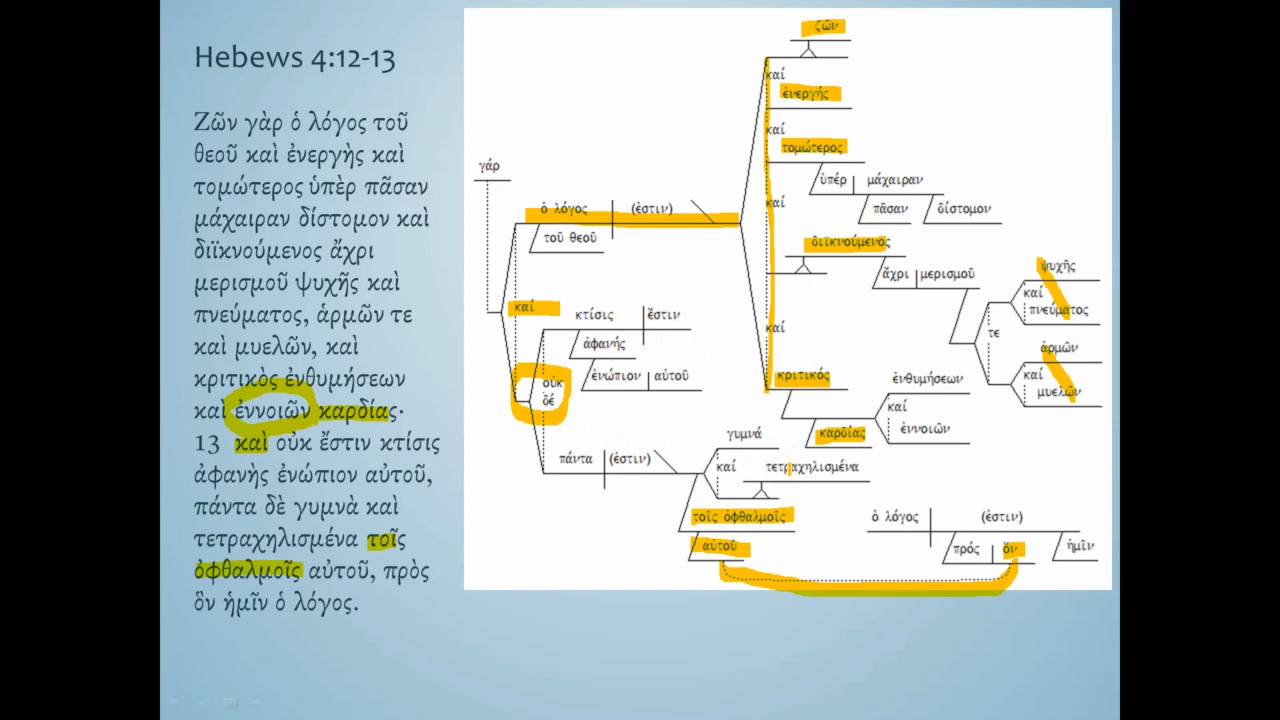 Hebews 4:12-13
Ζῶν γὰρ ὁ λόγος τοῦ
θεοῦ καὶ ἐνεργὴς καὶ
τομώτερος ὑπὲρ πᾶσαν
μάχαιραν δίστομον καὶ
διϊκνούμενος ἄχρι
μερισμοῦ ψυχῆς καὶ
πνεύματος, ἁρμῶν τε
καὶ μυελῶν, καὶ
κριτικὸς ἐνθυμήσεων
καὶ ἐννοιῶν καρδίας·
13 καὶ οὐκ ἔστιν κτίσις
ἀφανὴς ἐνώπιον αὐτοῦ,
πάντα δὲ γυμνὰ καὶ
τετραχηλισμένα τοῖς
ὀφθαλμοῖς αὐτοῦ, πρὸς
ὃν ἡμῖν ὁ λόγος.
ζῶν
καί
ἐνεργής
καί
τομώτερος
ὑπέρ μάχαιραν
πᾶσαν δίστομον
γάρ
καί
ὁ λόγος (ἐστιν)
τοῦ θεοῦ
διϊκνούμενος
ἄχρι μερισμοῦ
ψυχῆς
καί
πνεύματος
τε
ἁρμῶν
καί
μυελῶν
καί
καί
κτίσις ἔστιν
ἀφανής
ἐνώπιον αὐτοῦ
οὐκ
δέ
κριτικός
ἐνθυμήσεων
καί
ἐννοιῶν
καρδίας
πάντα (ἐστιν)
γυμνά
καί
τετραχηλισμένα
τοῖς ὀφθαλμοῖς
αὐτοῦ
ὁ λόγος (ἐστιν)
πρός ὅν ἡμῖν